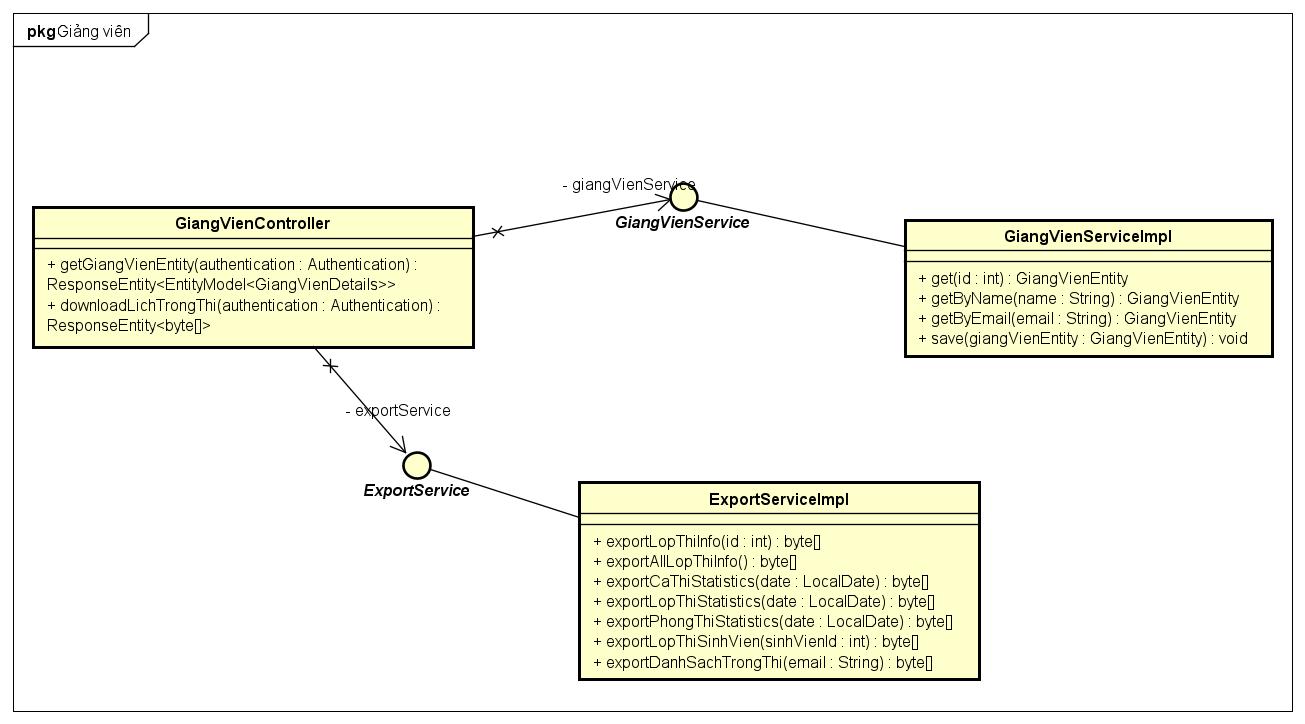 pkg Giảng viên
- giangVienService
GiangVienService
GiangVienController
+ getGiangVienEntity(authentication : Authentication) :
ResponseEntity<EntityModel<GiangVienDetails>>
+ downloadLichTrongThi(authentication : Authentication) :
ResponseEntity<byte[]>
GiangVienServiceImpl
+ get(id : int) : GiangVienEntity
+ getByName(name : String) : GiangVienEntity
+ getByEmail(email : String) : GiangVienEntity
+ save(giangVienEntity : GiangVienEntity) : void
- exportService
ExportService
ExportServiceImpl
+ exportLopThiInfo(id : int) : byte[]
+ exportAllLopThiInfo() : byte[]
+ exportCaThiStatistics(date : LocalDate) : byte[]
+ exportLopThiStatistics(date : LocalDate) : byte[]
+ exportPhongThiStatistics(date : LocalDate) : byte[]
+ exportLopThiSinhVien(sinhVienId : int) : byte[]
+ exportDanhSachTrongThi(email : String) : byte[]